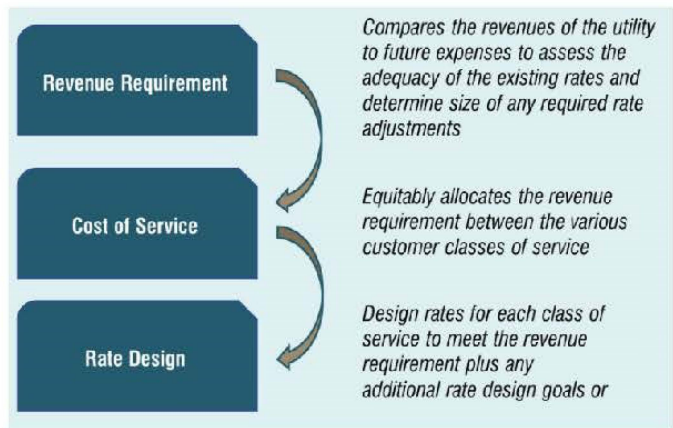 Revenue Requirement
Compares the revenues of the utility
to future expenses to assess the
adequacy of the existing rates and
determine size of any required rate
adjustments
Cost of Service
Equitably allocates the revenue
requirement between the various
customer classes of service
Rate Design
Design rates for each class of
service to meet the revenue
requirement plus any
additional rate design goals or